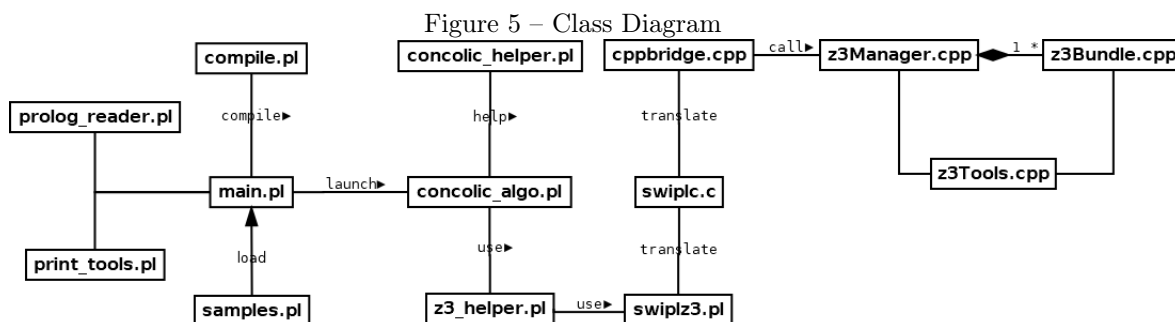 Figure 5 – Class Diagram
compile.pl
concolic_helper.pl
cppbridge.cpp
call▶
z3Manager.cpp
1 *
z3Bundle.cpp
prolog_reader.pl
compile▶
help▶
translate
z3Tools.cpp
main.pl
launch▶
concolic_algo.pl
swiplc.c
print_tools.pl
load
use▶
translate
samples.pl
z3_helper.pl
use▶
swiplz3.pl